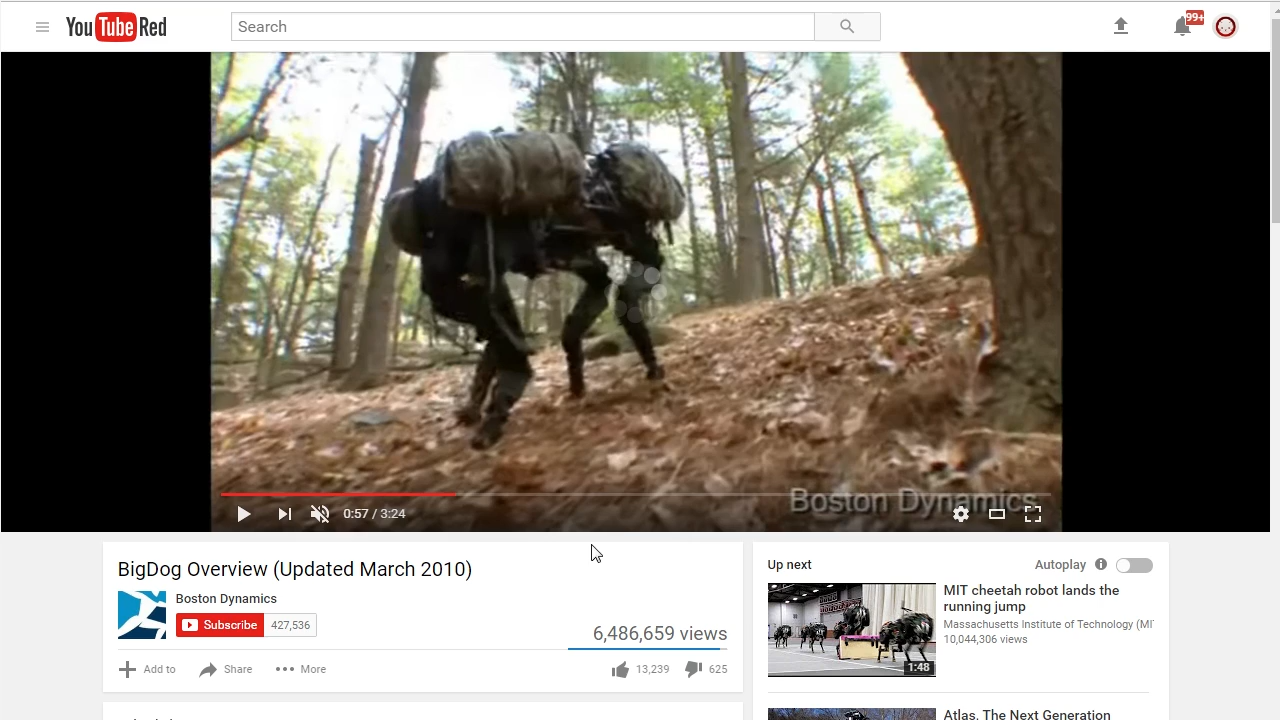 YouTube Red
Search
99+
Boston Dynamics
0:57 / 3:24
BigDog Overview (Updated March 2010)
Boston Dynamics
Subscribe 427,536
6,486,659 views
Add to Share More
13,239 625
Up next
Autoplay
MIT cheetah robot lands the
running jump
Massachusetts Institute of Technology (MI
10,044,306 views
1:48
Atlas, The Next Generation